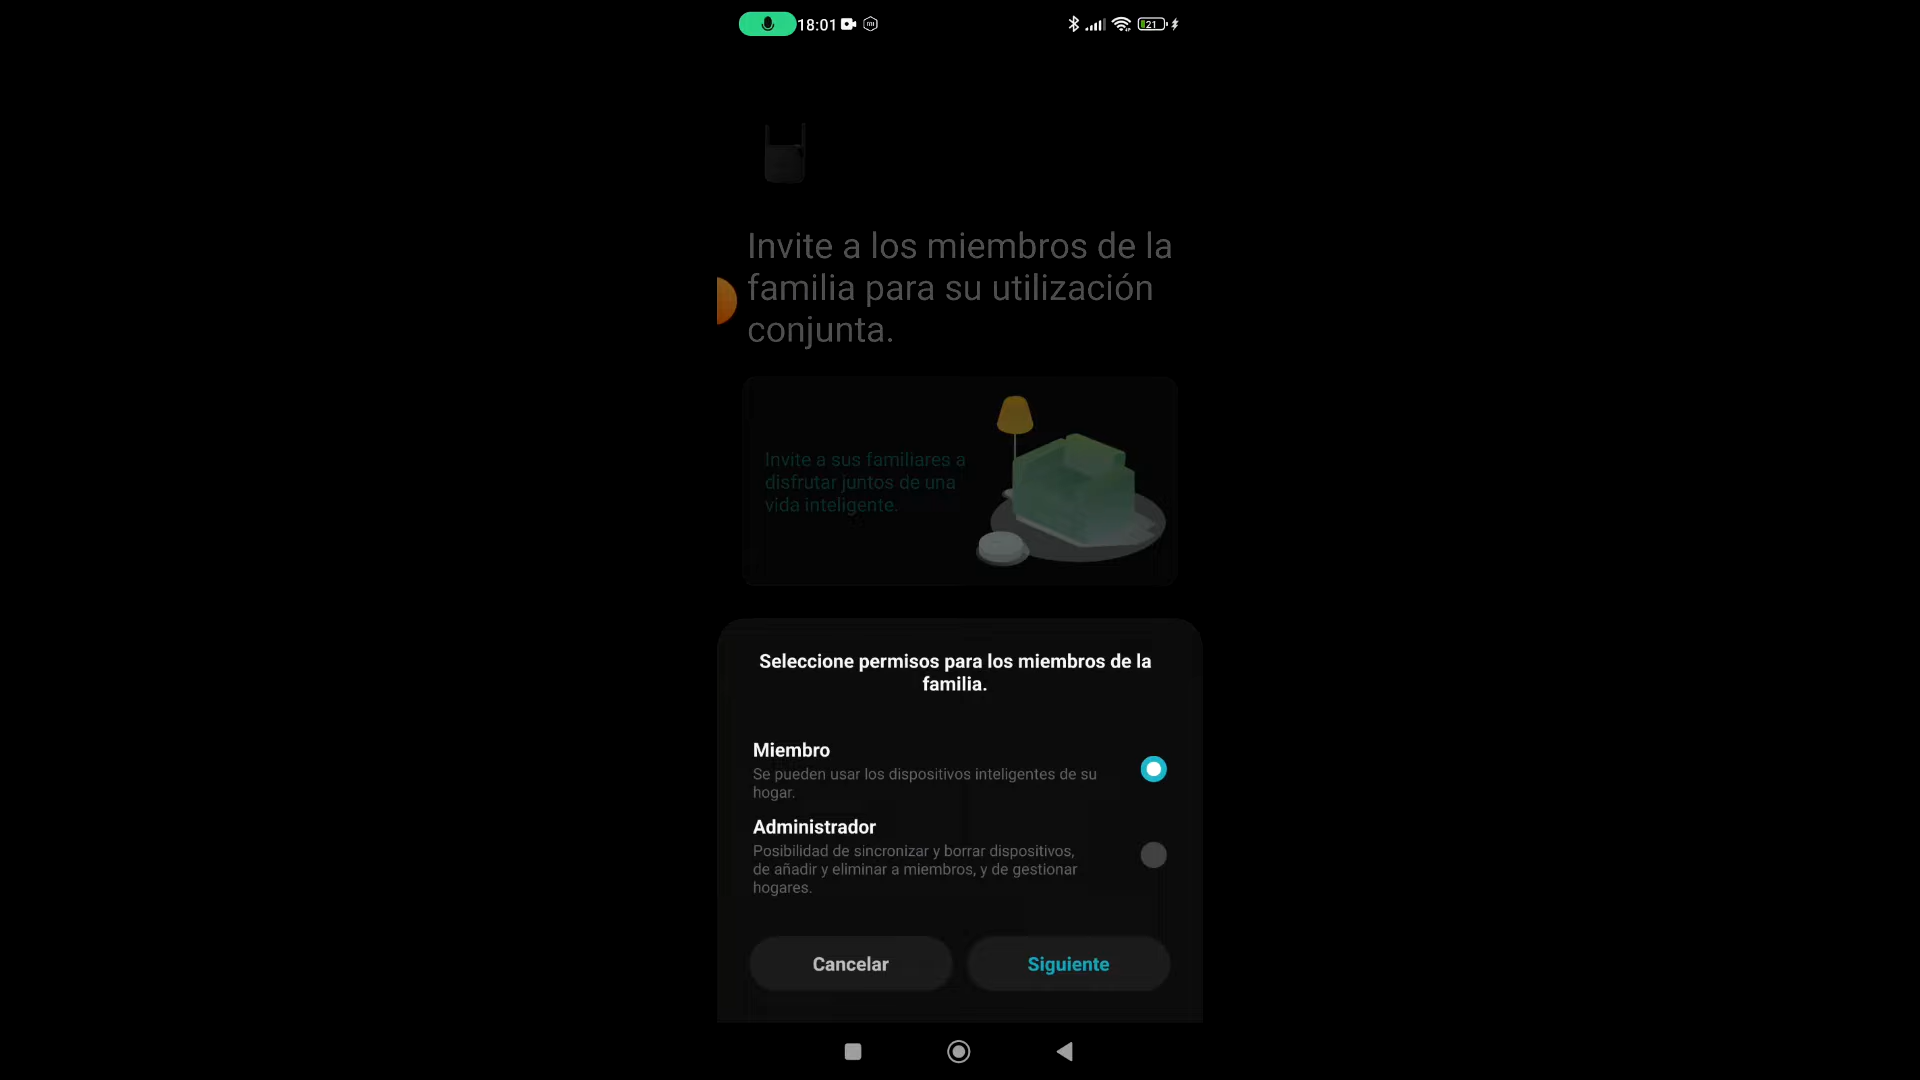 18:01
21
Invite a los miembros de la
familia para su utilización
conjunta.
Invite a sus familiares a
disfrutar juntos de una
vida inteligente.
Seleccione permisos para los miembros de la
familia.
Miembro
Se pueden usar los dispositivos inteligentes de su
hogar.
Administrador
Posibilidad de sincronizar y borrar dispositivos,
de añadir y eliminar a miembros, y de gestionar
hogares.
Cancelar
Siguiente